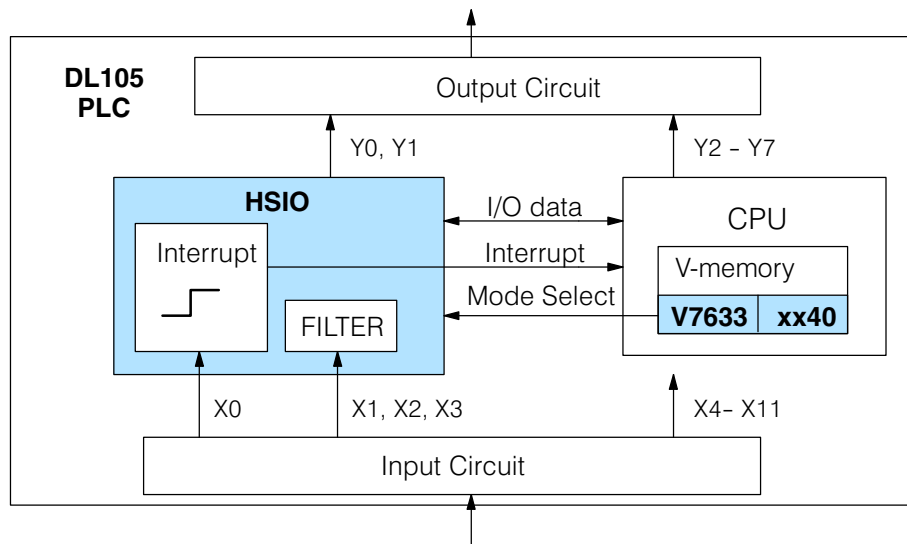 DL105
PLC
Output Circuit
Y0, Y1
Y2 – Y7
HSIO
I/O data
CPU
Interrupt
Interrupt
V-memory
Mode Select
V7633 xx40
FILTER
X0
X1, X2, X3
X4– X11
Input Circuit